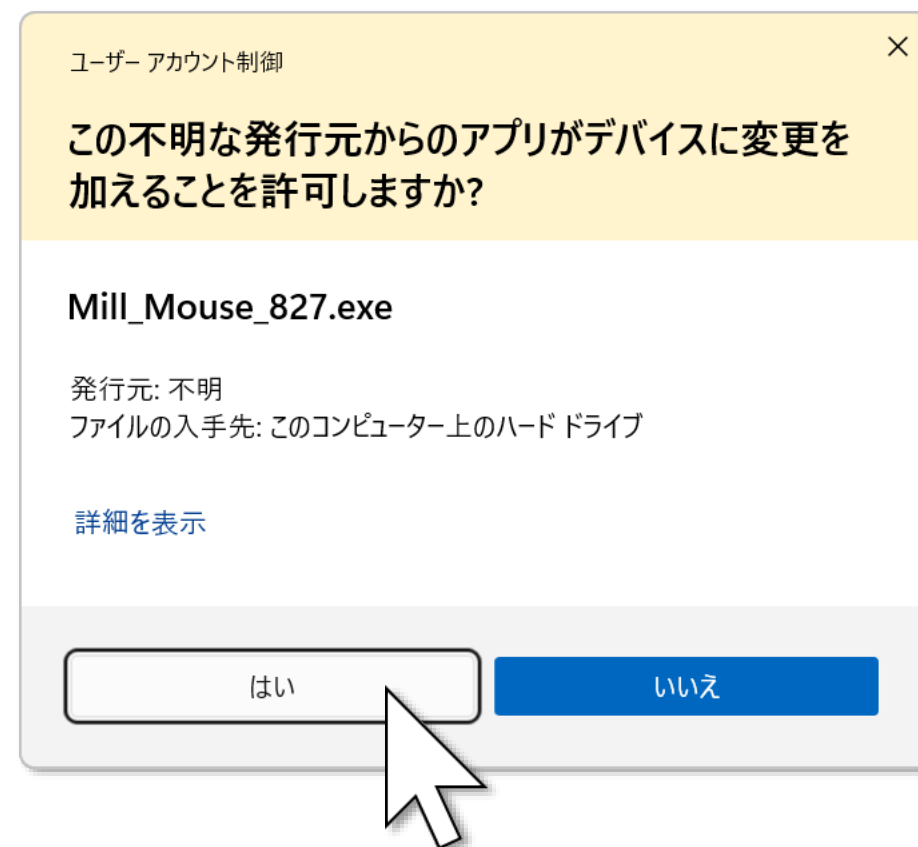 ユーザー アカウント制御
この不明な発行元からのアプリがデバイスに変更を
加えることを許可しますか?
Mill_Mouse_827.exe
発行元: 不明
ファイルの入手先: このコンピューター上のハード ドライブ
詳細を表示
はい
いいえ